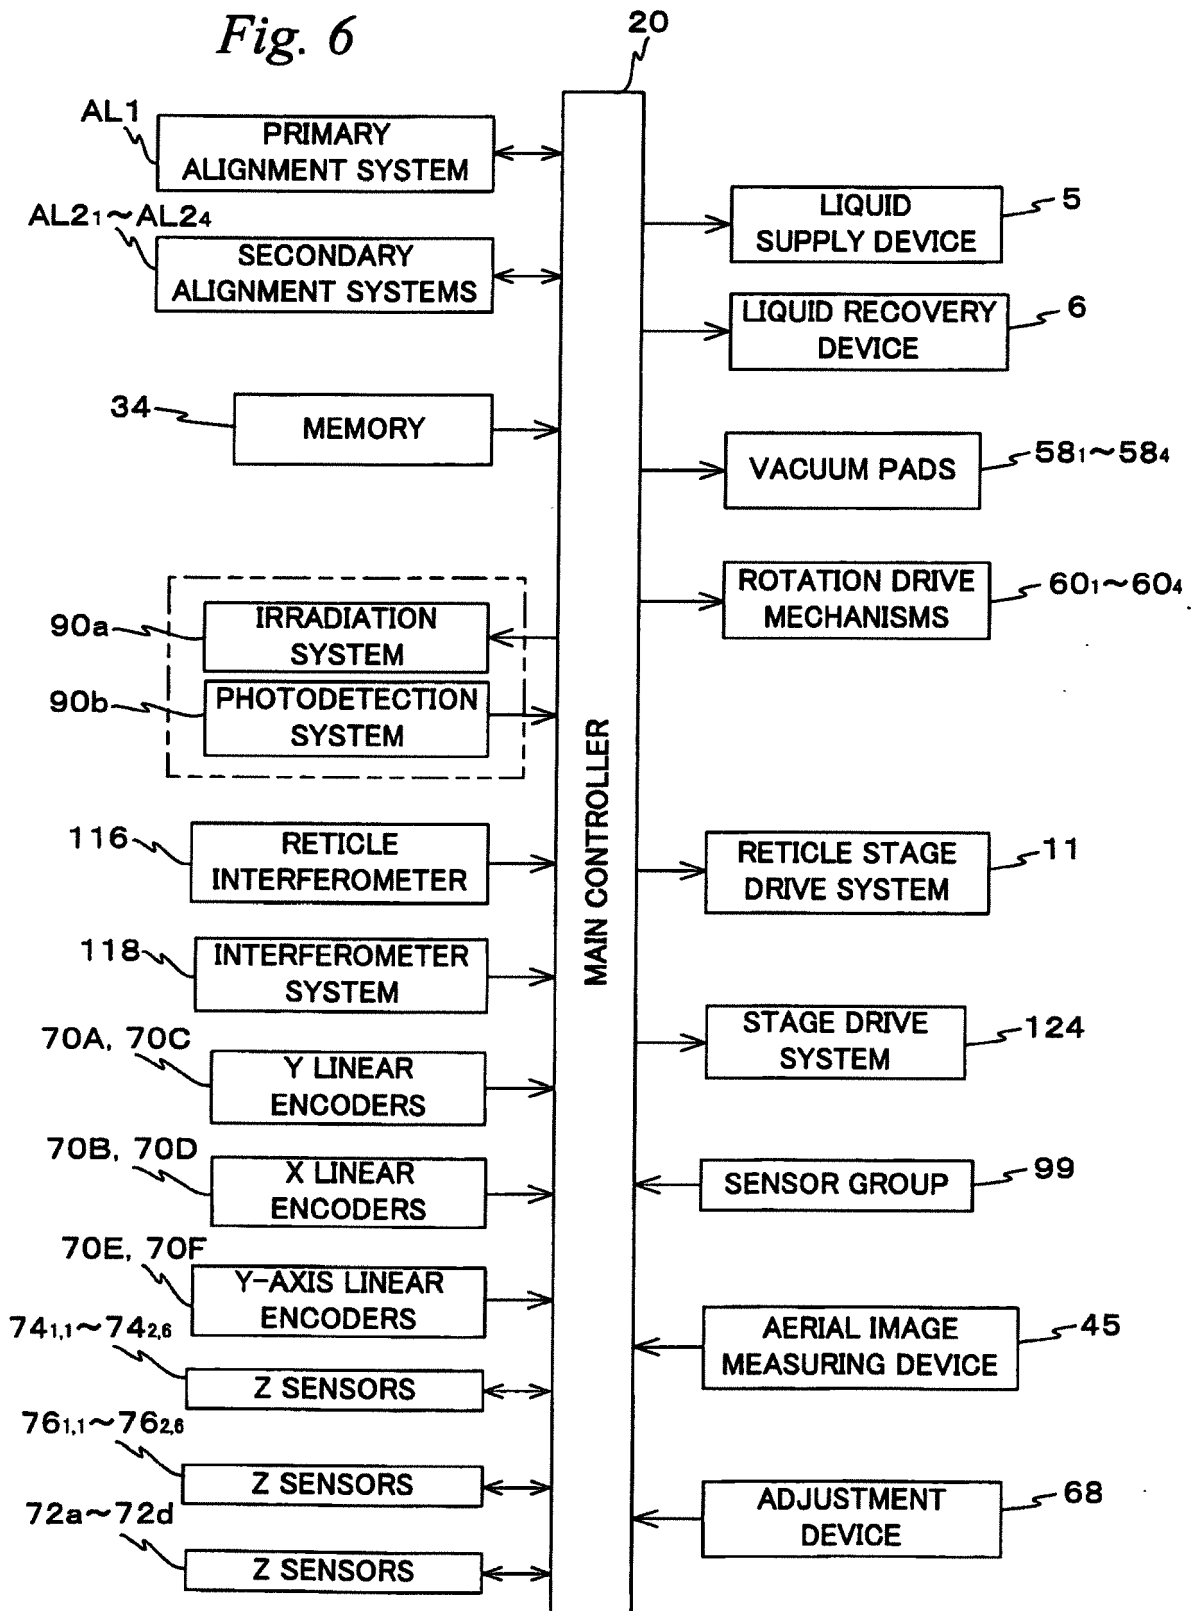 Fig. 6
20
AL1
PRIMARY
ALIGNMENT SYSTEM
AL2₁~AL2₄
SECONDARY
ALIGNMENT SYSTEMS
34
MEMORY
90a
IRRADIATION
SYSTEM
90b
PHOTODETECTION
SYSTEM
116
RETICLE
INTERFEROMETER
118
INTERFEROMETER
SYSTEM
70A, 70C
Y LINEAR
ENCODERS
70B, 70D
X LINEAR
ENCODERS
70E, 70F
Y-AXIS LINEAR
ENCODERS
74₁,₁~74₂,₆
Z SENSORS
76₁,₁~76₂,₆
Z SENSORS
72a~72d
Z SENSORS
MAIN CONTROLLER
LIQUID
SUPPLY DEVICE
5
LIQUID RECOVERY
DEVICE
6
VACUUM PADS
58₁~58₄
ROTATION DRIVE
MECHANISMS
60₁~60₄
RETICLE STAGE
DRIVE SYSTEM
11
STAGE DRIVE
SYSTEM
124
SENSOR GROUP
99
AERIAL IMAGE
MEASURING DEVICE
45
ADJUSTMENT
DEVICE
68